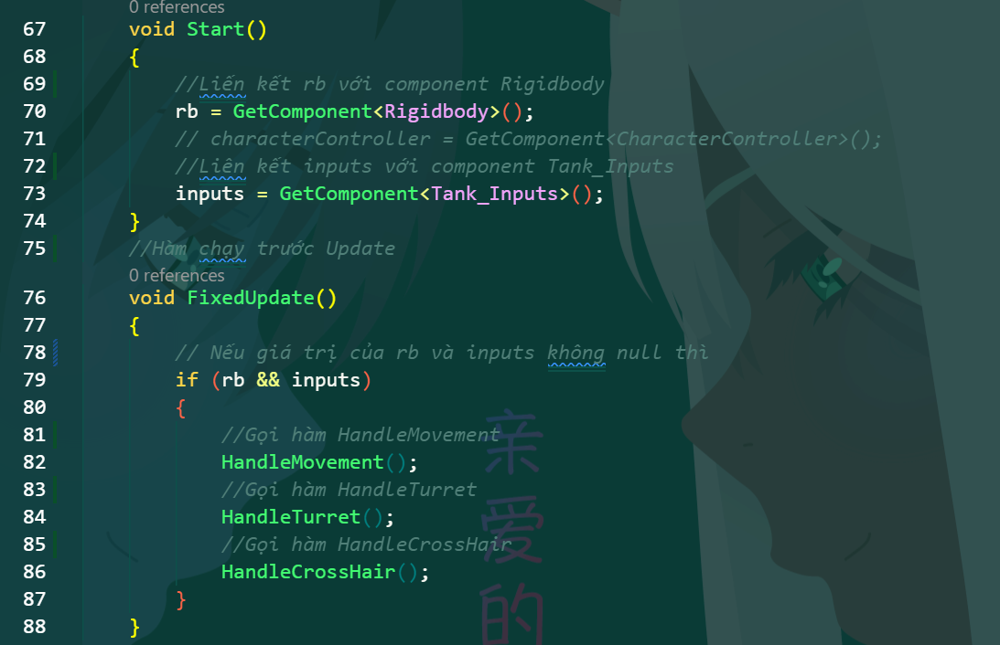 0 references
67 void Start()
68 {
69 //Liến kết rb với component Rigidbody
70 rb = GetComponent<Rigidbody>();
71 // characterController = GetComponent<CharacterController>();
72 //Liên kết inputs với component Tank_Inputs
73 inputs = GetComponent<Tank_Inputs>();
74 }
75 //Hàm chạy trước Update
0 references
76 void FixedUpdate()
77 {
78 // Nếu giá trị của rb và inputs không null thì
79 if (rb && inputs)
80 {
81 //Gọi hàm HandleMovement
82 HandleMovement();
83 //Gọi hàm HandleTurret
84 HandleTurret();
85 //Gọi hàm HandleCrossHair
86 HandleCrossHair();
87 }
88 }
亲爱的